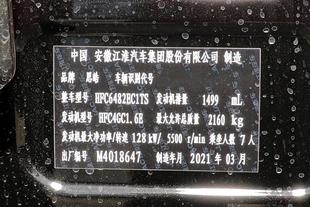 中国 安徽江淮汽车集团股份有限公司 制造
品牌 思皓 车辆识别代号
整车型号 HFC6482EC1TS 发动机排量 1499 mL
发动机型号 HFC4GC1.6E 最大允许总质量 2160 kg
发动机最大净功率/转速 128 kW/ 5500 r/min 乘坐人数 7 人
出厂编号 M4018647 制造年月 2021 年 03 月